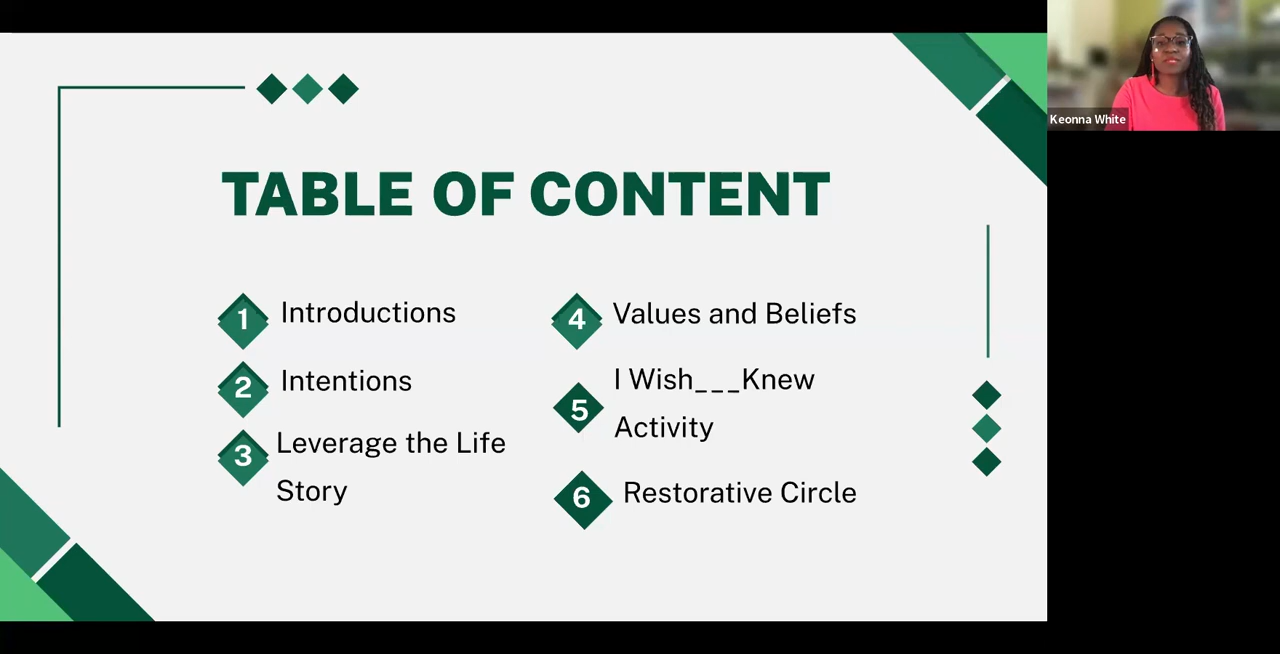 TABLE OF CONTENT
1 Introductions
2 Intentions
3 Leverage the Life
Story
4 Values and Beliefs
5 I Wish___Knew
Activity
6 Restorative Circle
Keonna White